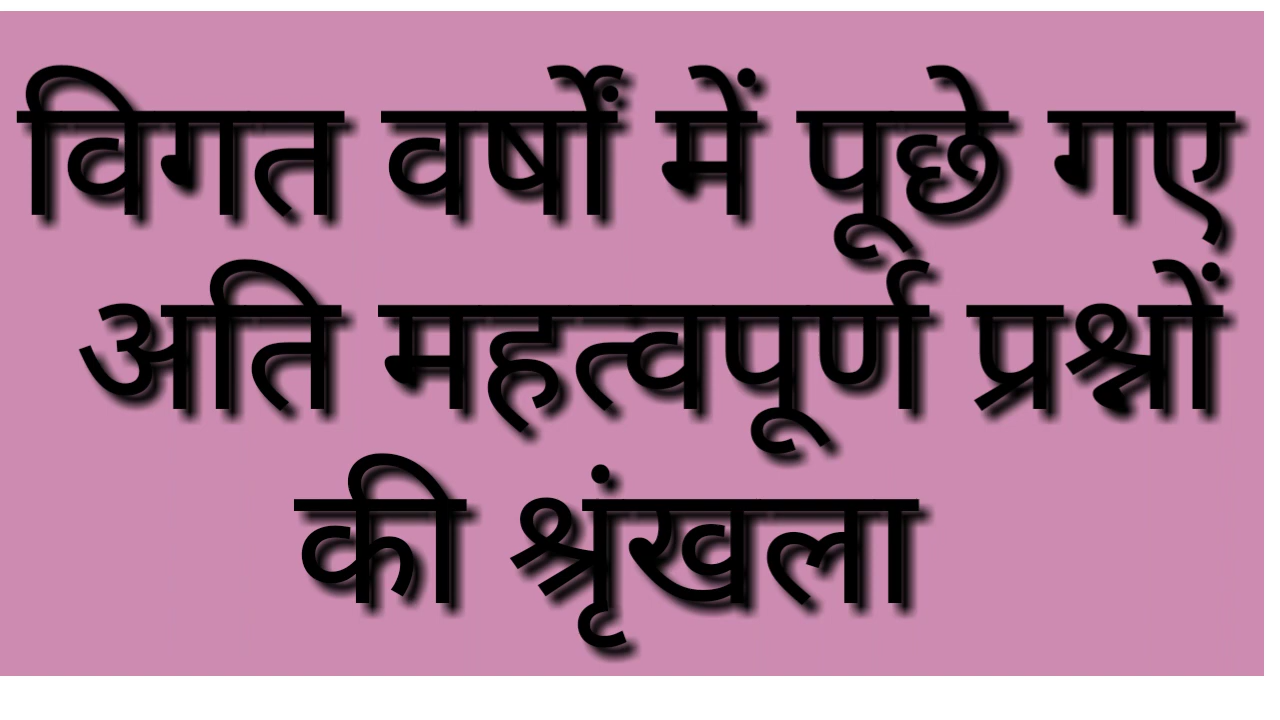 विगत वर्षों में पूछे गए
अति महत्वपूर्ण प्रश्नों
की श्रृंखला